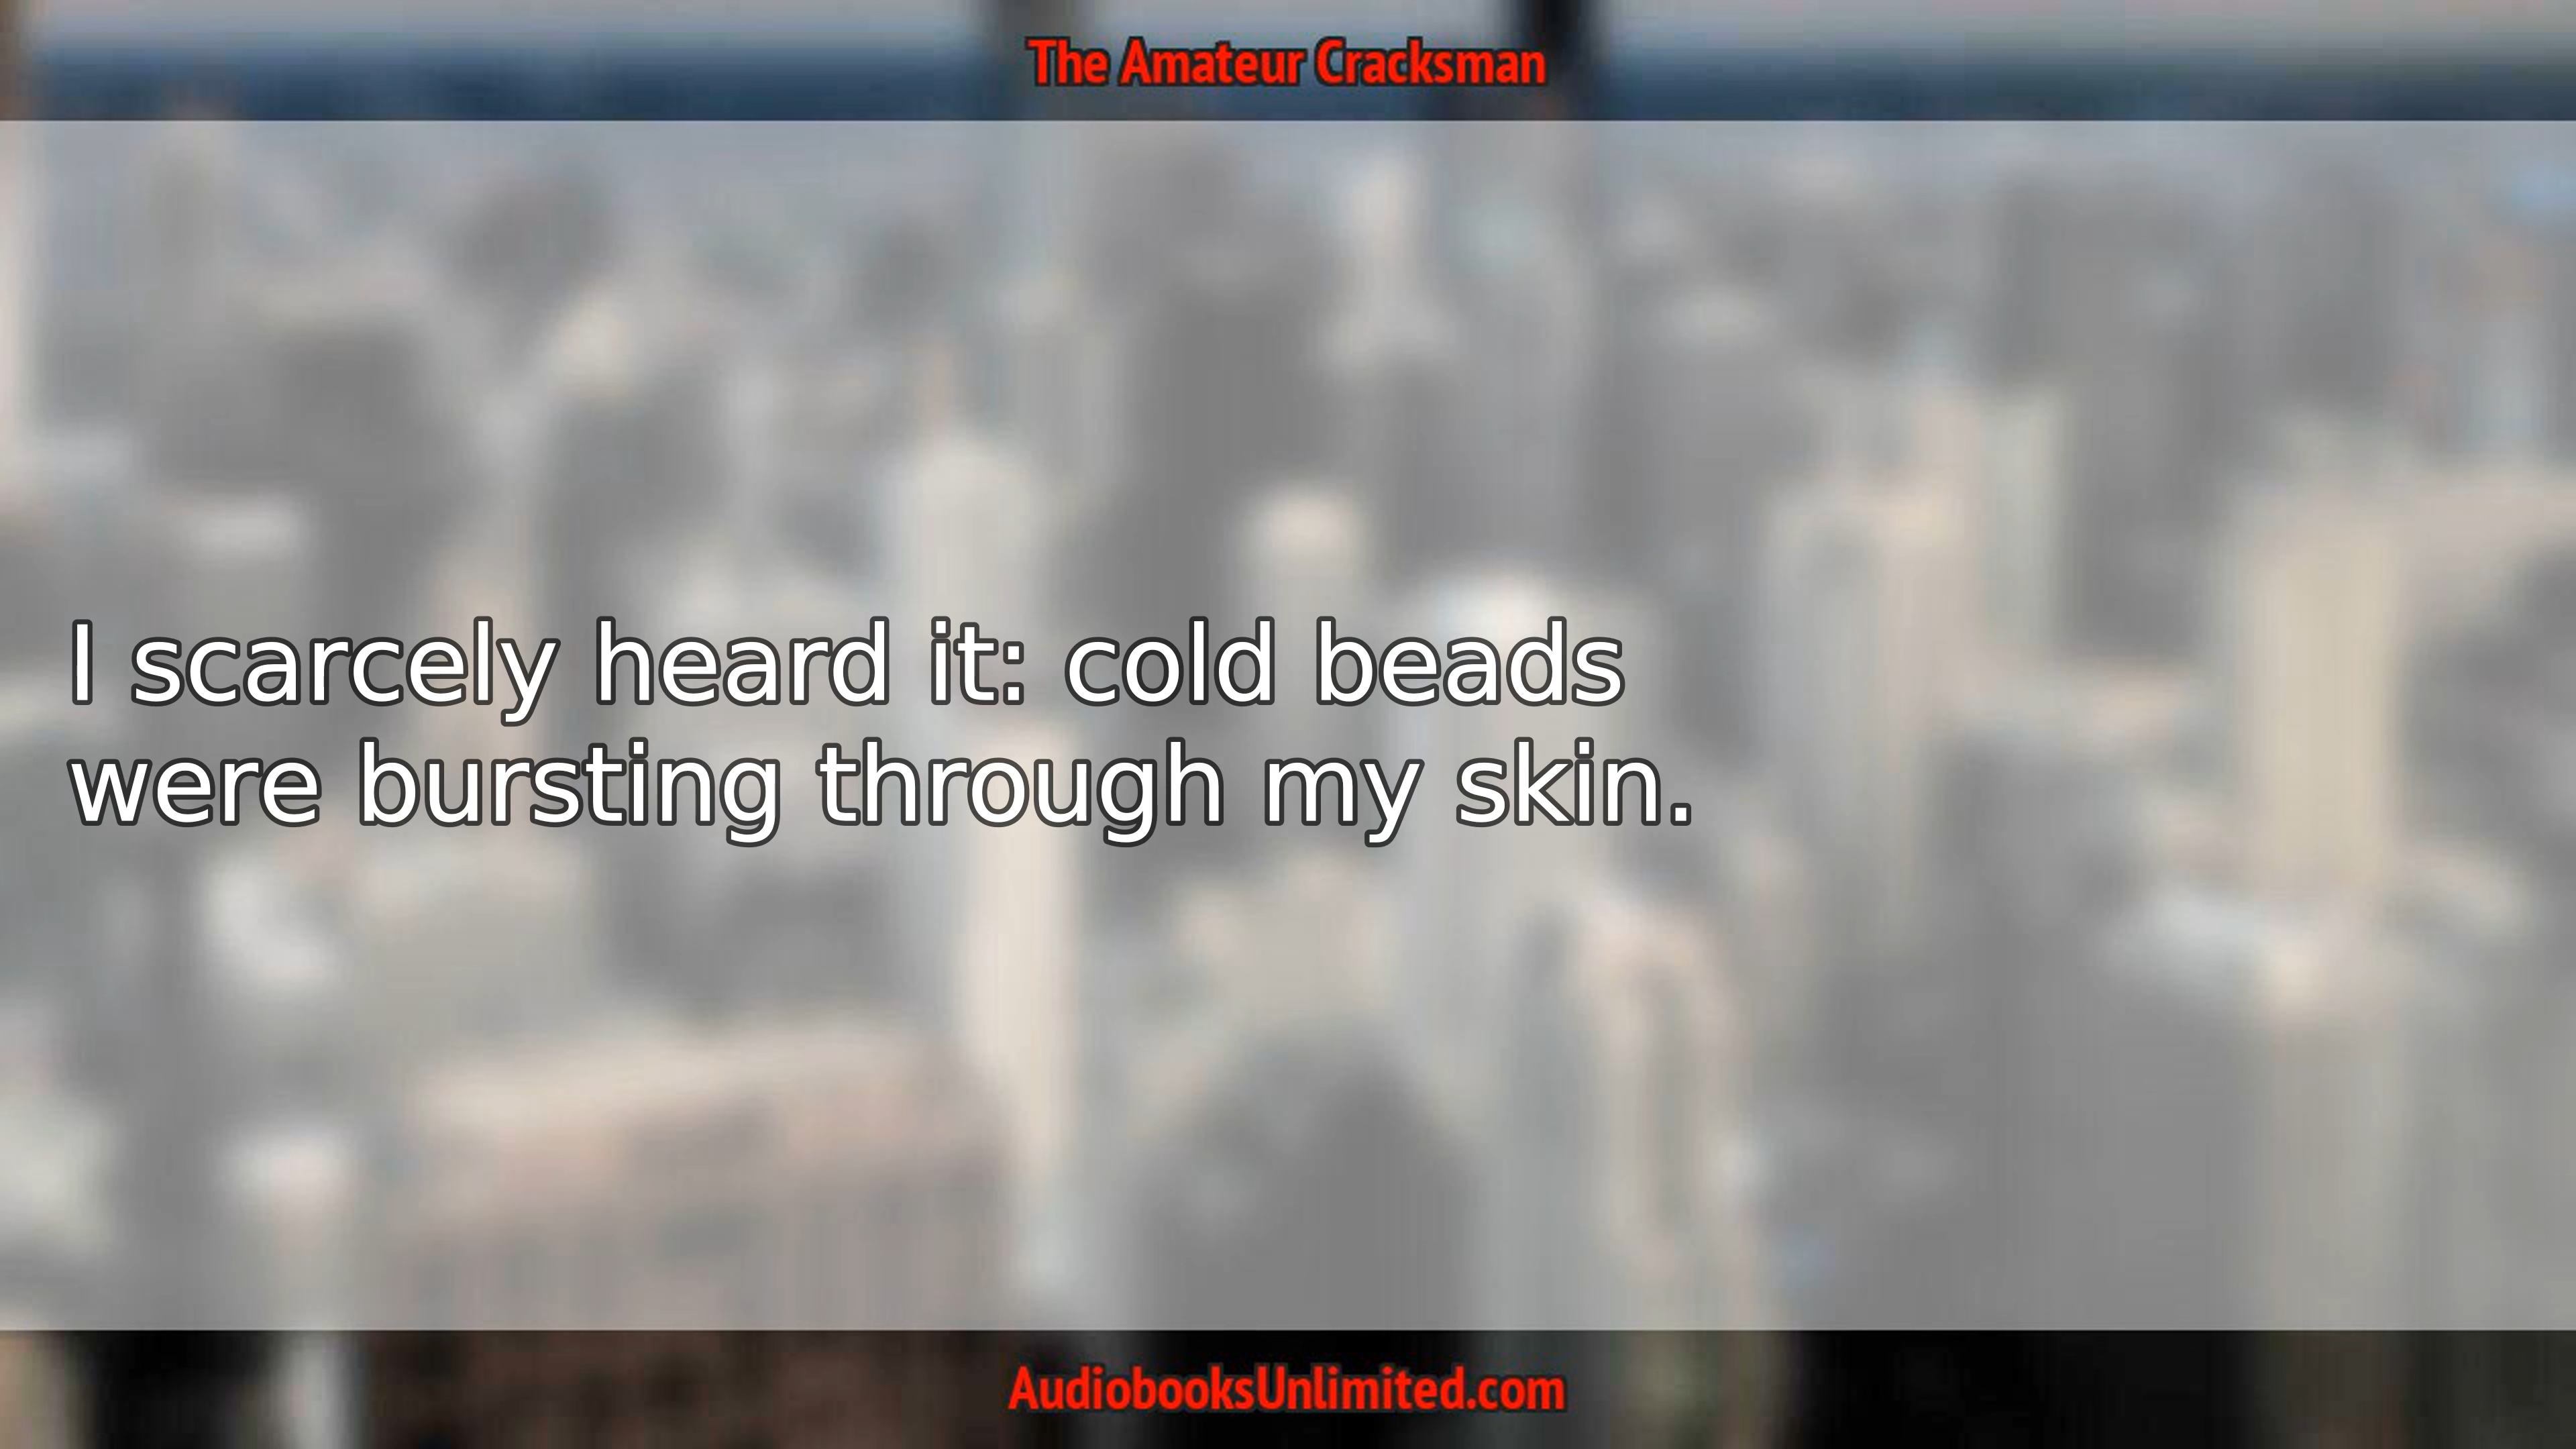 The Amateur Cracksman
I scarcely heard it: cold beads
were bursting through my skin.
AudiobooksUnlimited.com